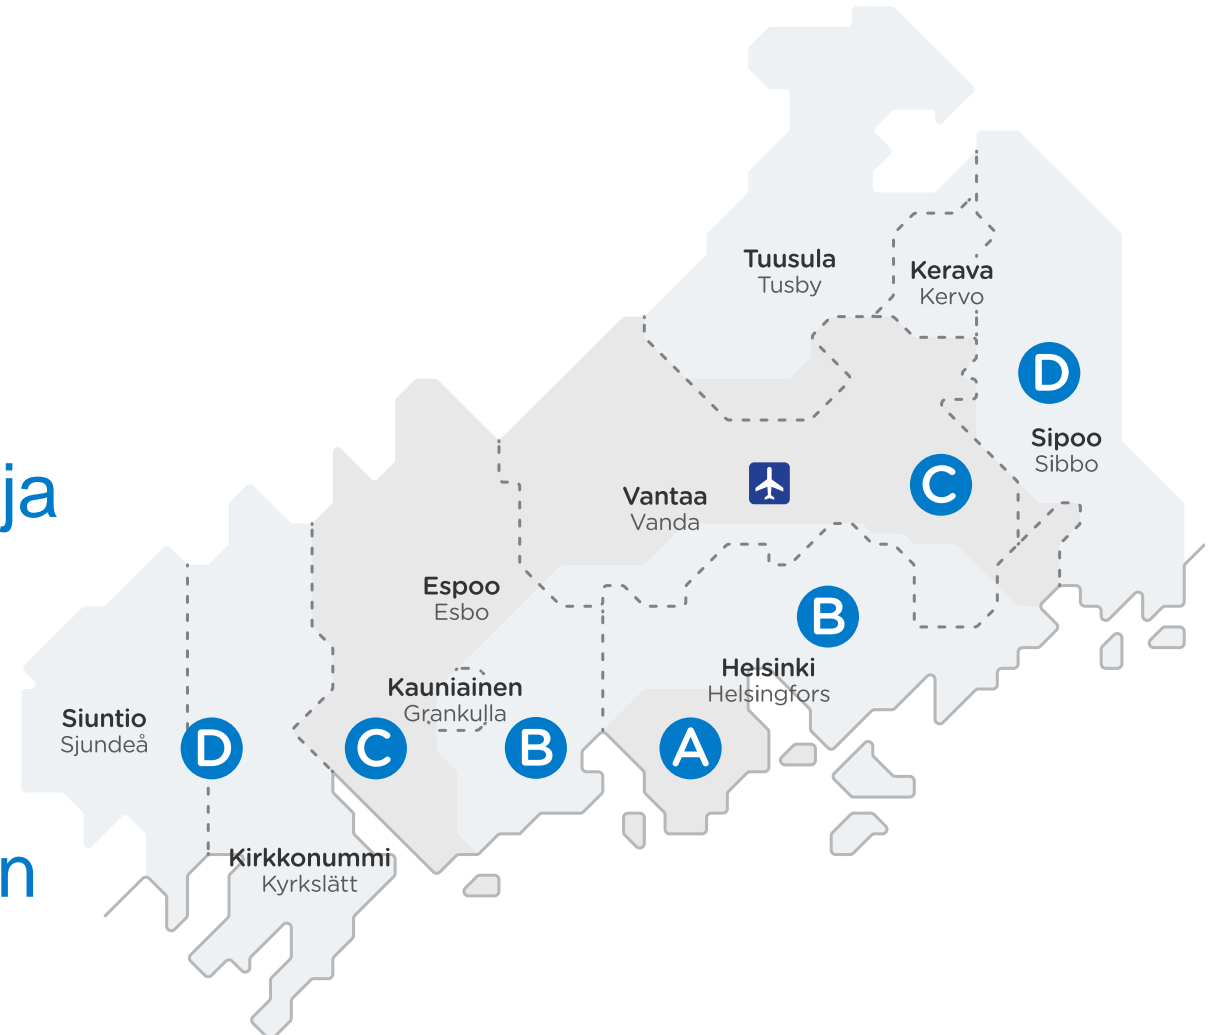 Tuusula
Tusby
Kerava
Kervo
D
Sipoo
Sibbo
C
Vantaa
Vanda
ja
Espoo
Esbo
B
Helsinki
Helsingfors
Kauniainen
Grankulla
Siuntio
Sjundeå
D
C
B
A
Kirkkonummi
Kyrkslätt
n